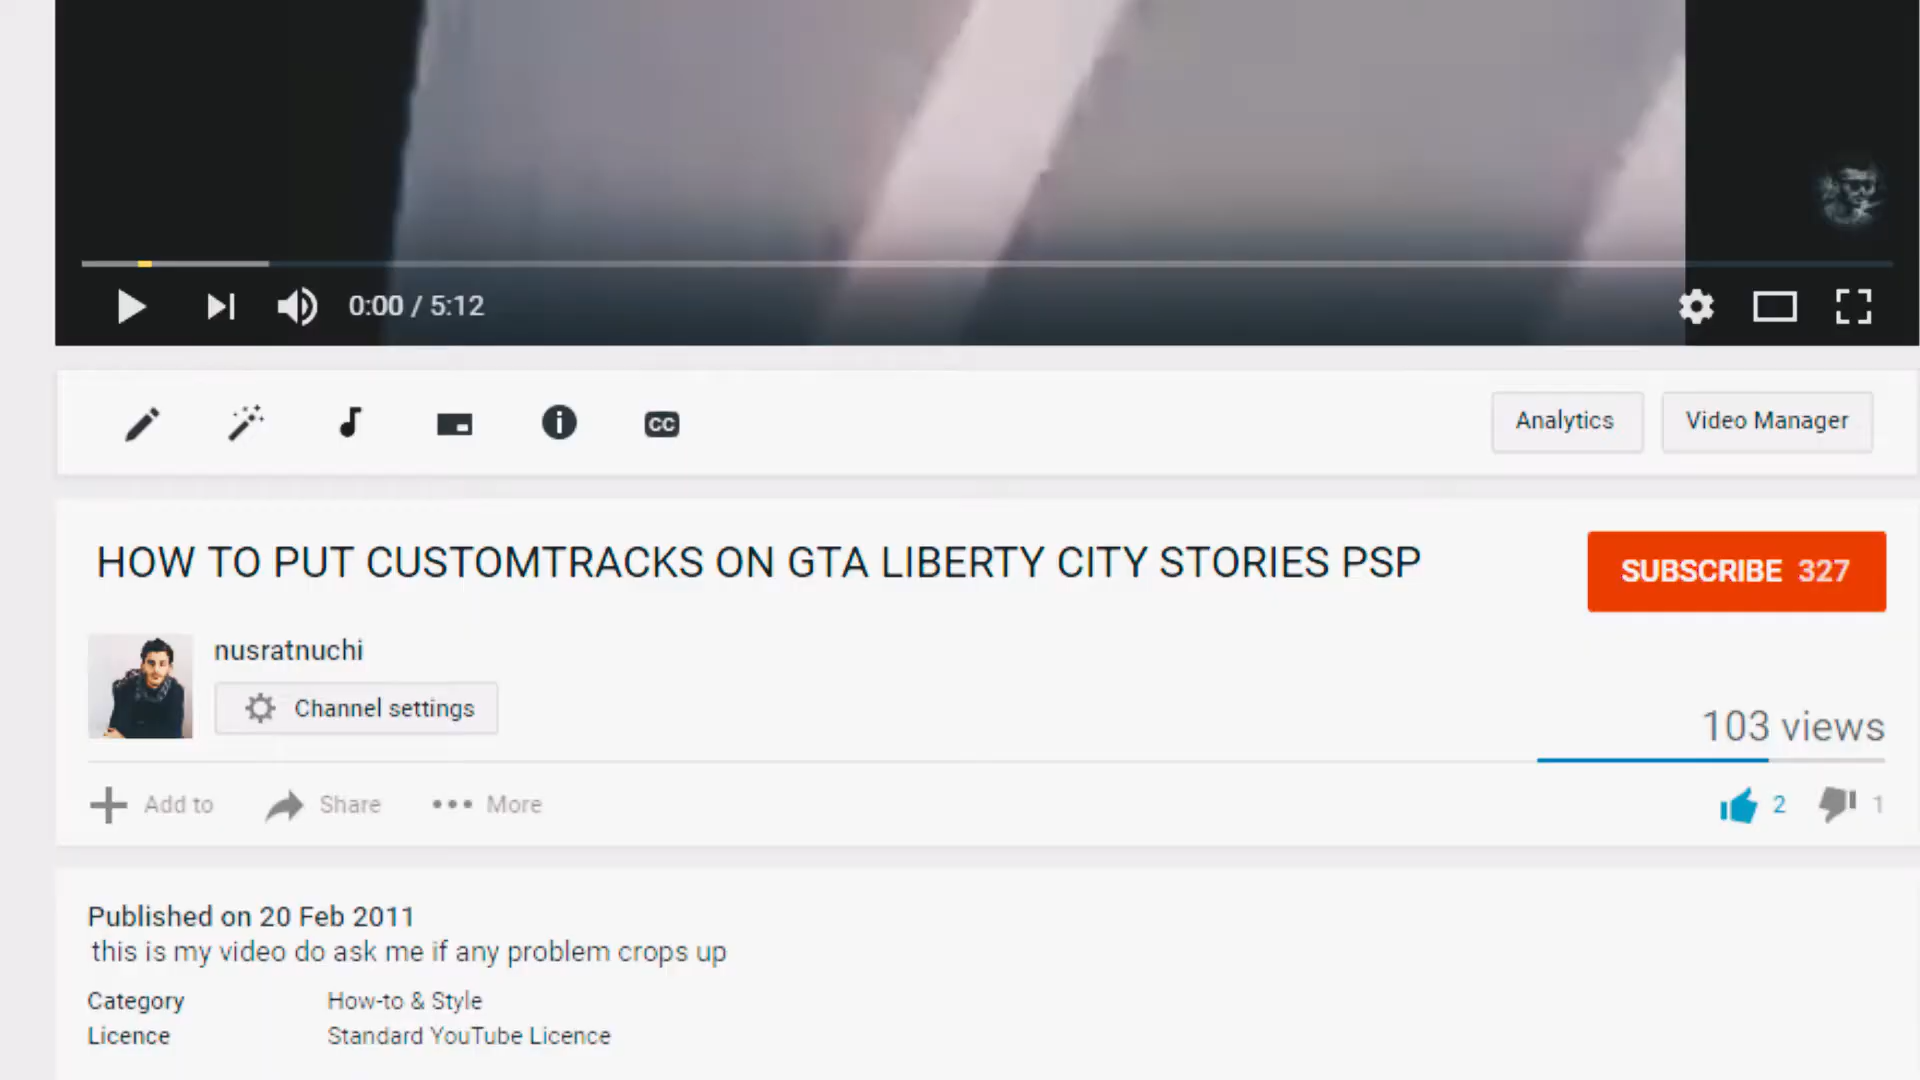 0:00 / 5:12
CC
Analytics
Video Manager
HOW TO PUT CUSTOMTRACKS ON GTA LIBERTY CITY STORIES PSP
SUBSCRIBE 327
nusratnuchi
Channel settings
103 views
Add to
Share
More
2
1
Published on 20 Feb 2011
this is my video do ask me if any problem crops up
Category How-to & Style
Licence Standard YouTube Licence